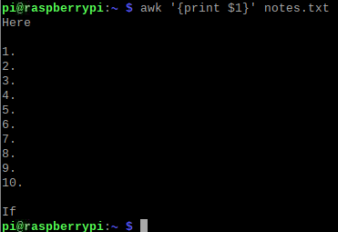 pi@raspberrypi:~ $ awk '{print $1}' notes.txt
Here
1.
2.
3.
4.
5.
6.
7.
8.
9.
10.
If
pi@raspberrypi:~ $